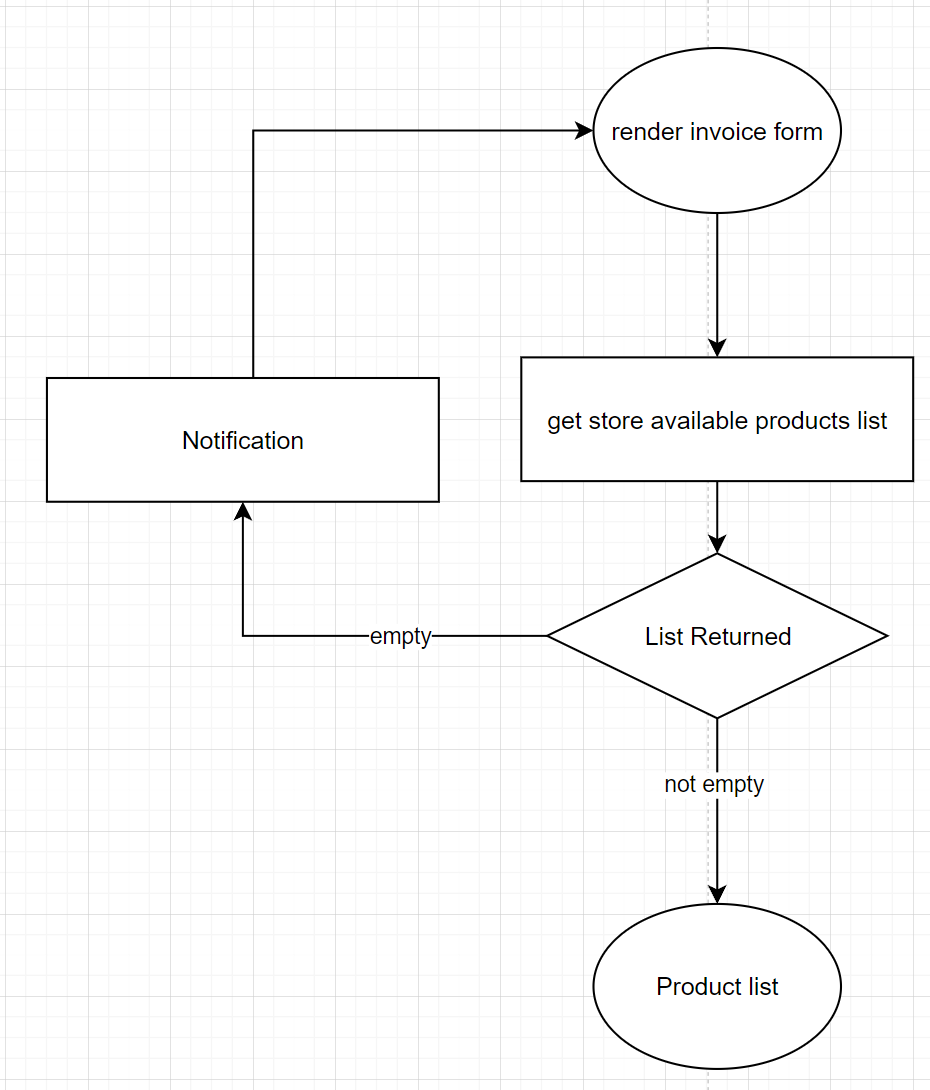 render invoice form
get store available products list
Notification
List Returned
empty
not empty
Product list